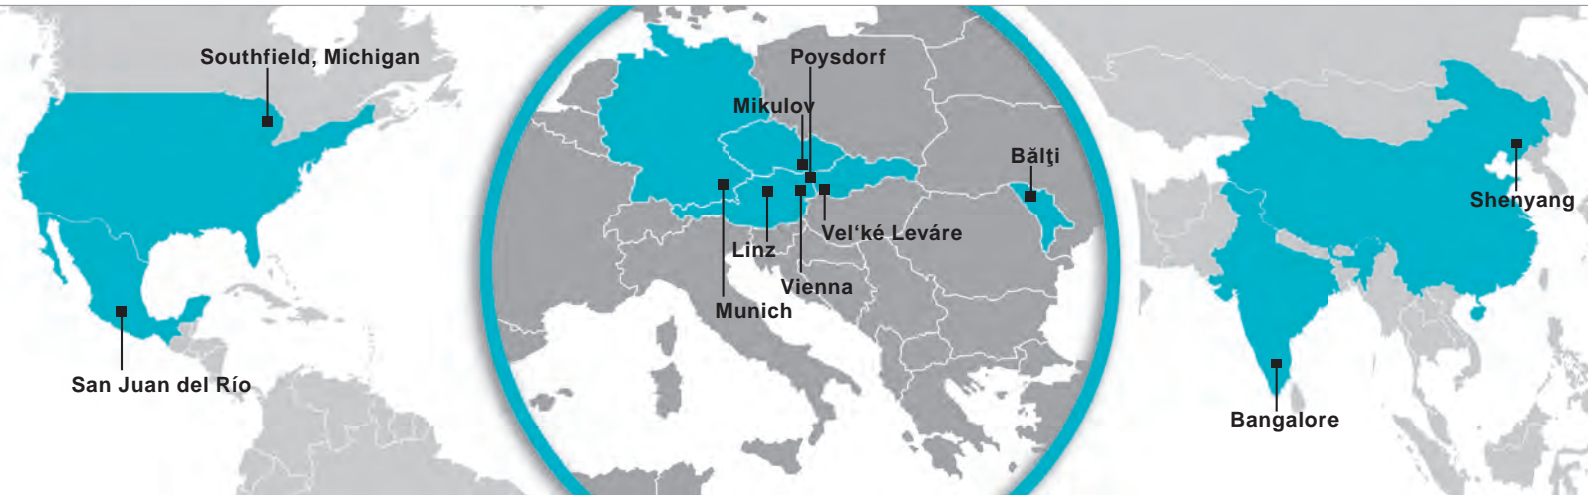 Southfield, Michigan
San Juan del Río
Poysdorf
Mikulov
Bălţi
Vel‘ké Leváre
Linz
Vienna
Munich
Shenyang
Bangalore